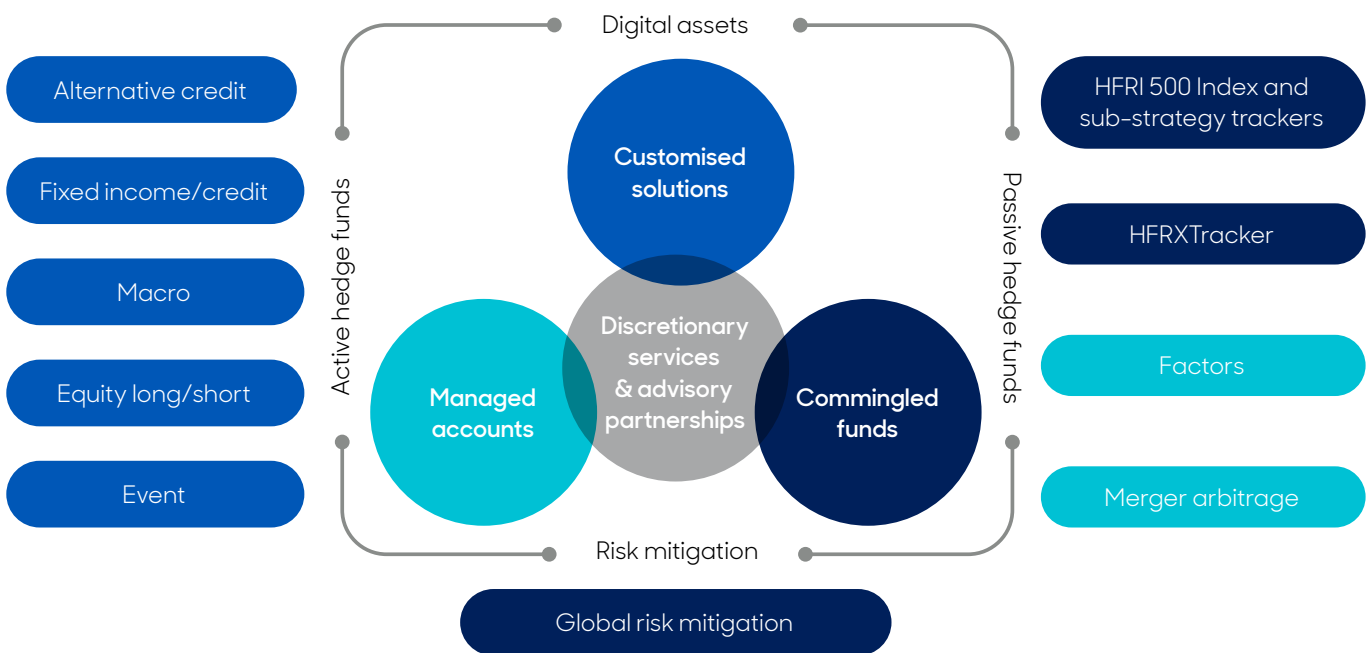 Digital assets
Alternative credit
Fixed income/credit
Macro
Equity long/short
Event
Active hedge funds
Customised
solutions
Discretionary
services
& advisory
partnerships
Managed
accounts
Commingled
funds
Passive hedge funds
HFRI 500 Index and
sub-strategy trackers
HFRXTracker
Factors
Merger arbitrage
Risk mitigation
Global risk mitigation